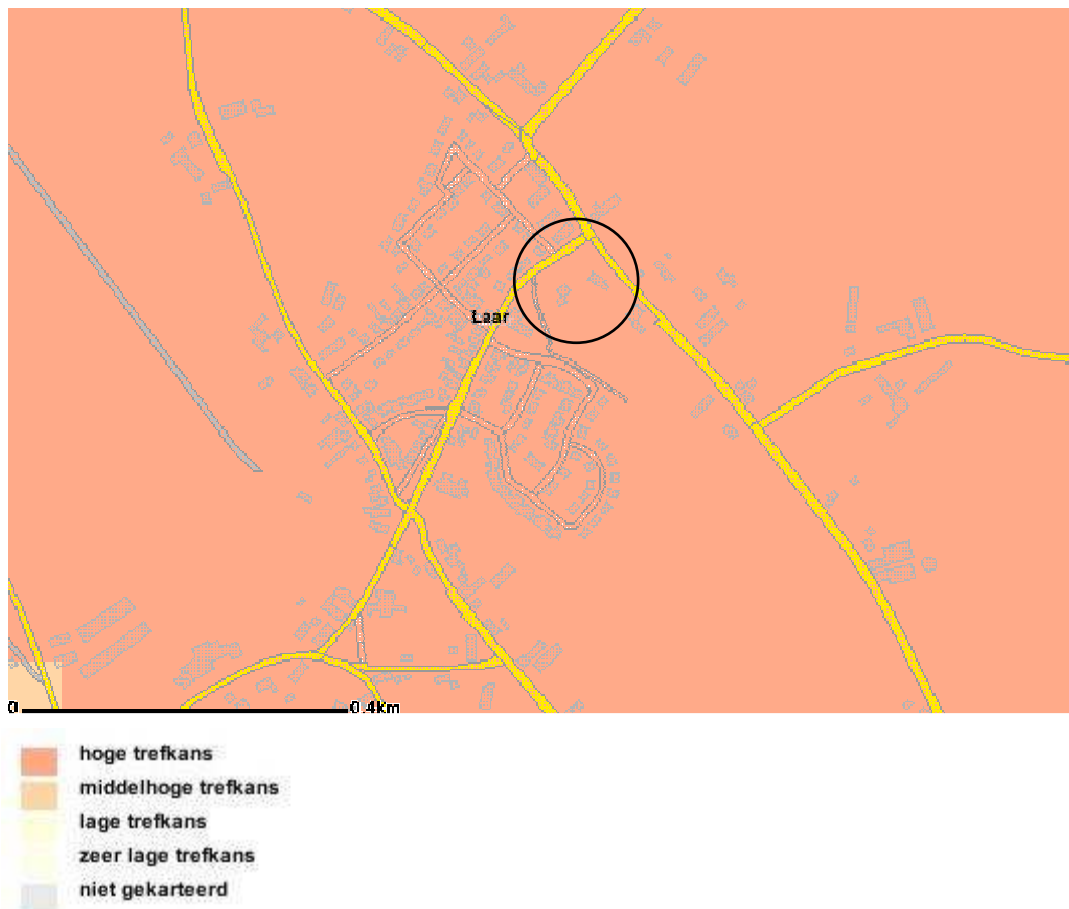 Laar
0 0.4km
hoge trefkans
middelhoge trefkans
lage trefkans
zeer lage trefkans
niet gekarteerd